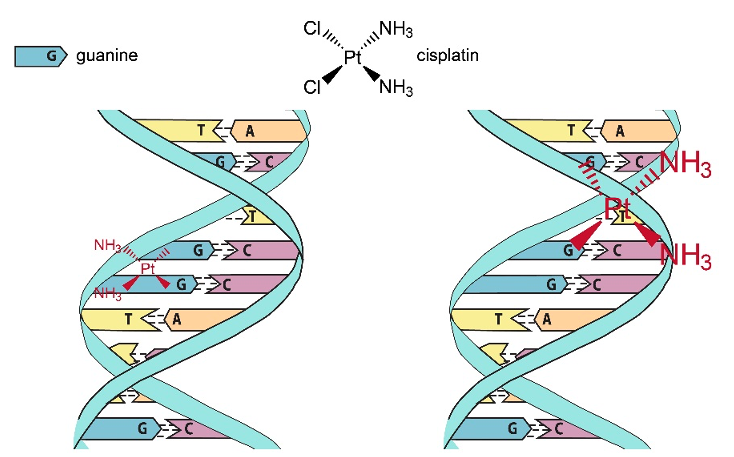 Cl NH3
G guanine Pt cisplatin
Cl NH3
T A T A
G C G C NH3
T Pt T
NH3 G C G C NH3
Pt
NH3 G C G C
T A T A
G C G C